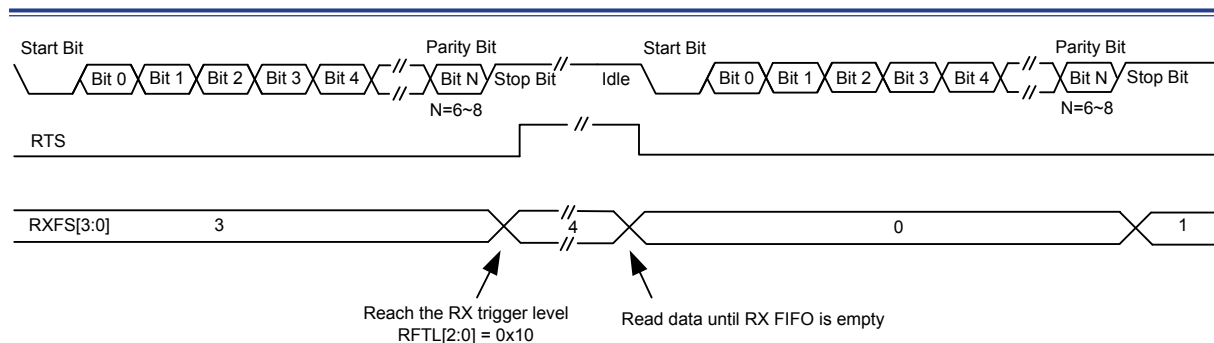 Start Bit Parity Bit Start Bit Parity Bit
Bit 0 Bit 1 Bit 2 Bit 3 Bit 4 Bit N Stop Bit Idle Bit 0 Bit 1 Bit 2 Bit 3 Bit 4 Bit N Stop Bit
N=6~8 N=6~8
RTS
RXFS[3:0] 3 4 0 1
Reach the RX trigger level
RFTL[2:0] = 0x10
Read data until RX FIFO is empty